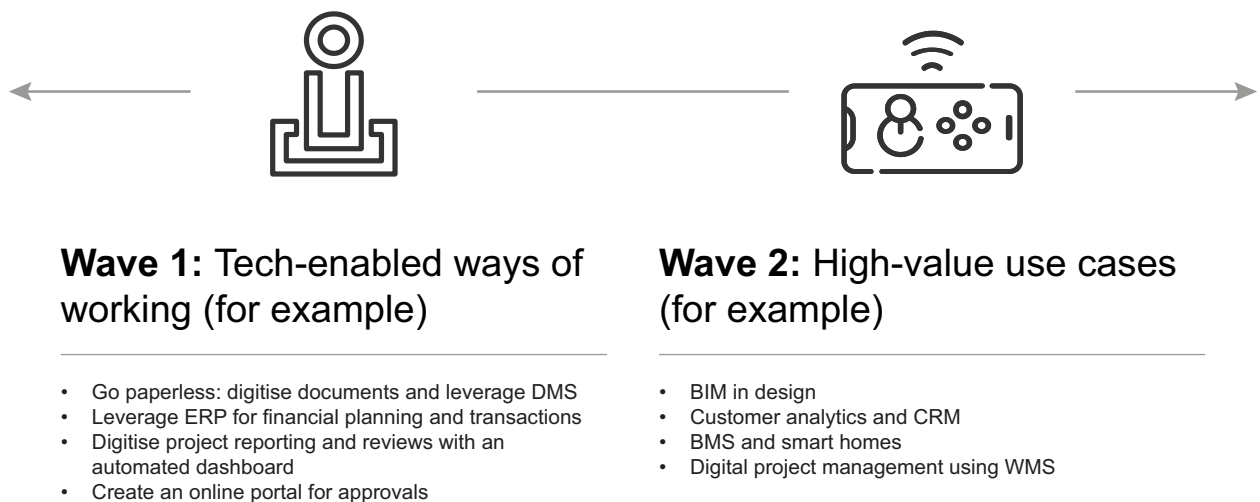 Wave 1: Tech-enabled ways of
working (for example)
• Go paperless: digitise documents and leverage DMS
• Leverage ERP for financial planning and transactions
• Digitise project reporting and reviews with an
automated dashboard
• Create an online portal for approvals
Wave 2: High-value use cases
(for example)
• BIM in design
• Customer analytics and CRM
• BMS and smart homes
• Digital project management using WMS